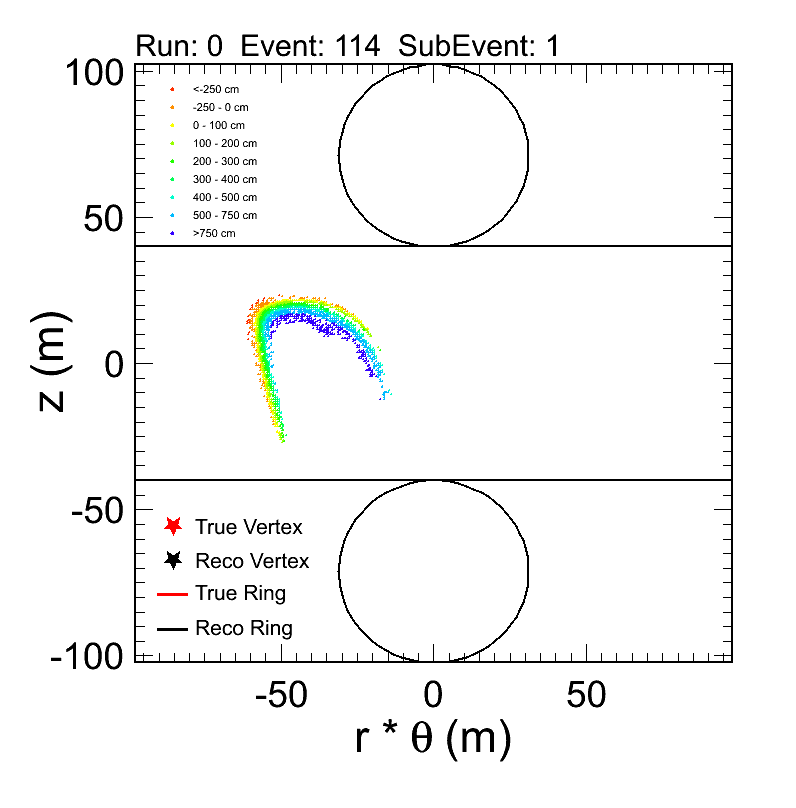 Run: 0 Event: 114 SubEvent: 1
100
<-250 cm
-250 - 0 cm
0 - 100 cm
100 - 200 cm
200 - 300 cm
300 - 400 cm
400 - 500 cm
500 - 750 cm
>750 cm
50
z (m)
0
-50
True Vertex
Reco Vertex
True Ring
Reco Ring
-100
-50 0 50
r * θ (m)